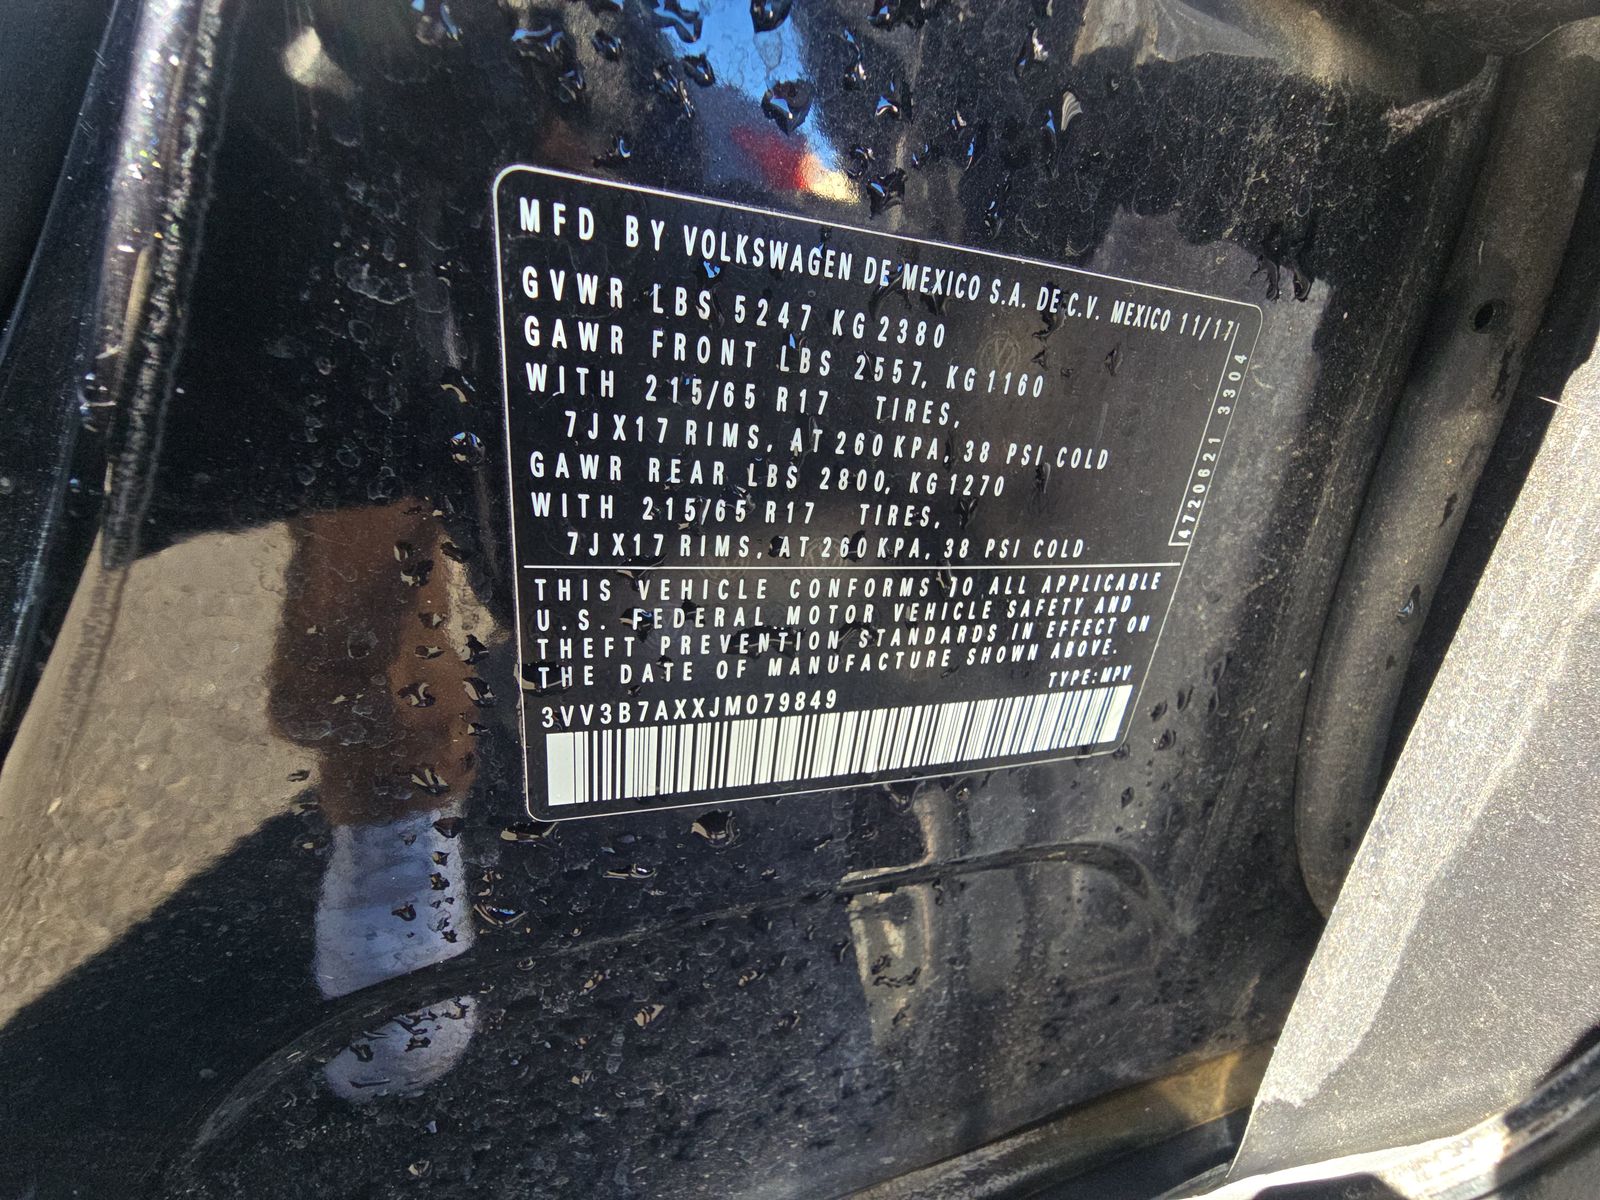 MFD BY VOLKSWAGEN DE MEXICO S.A. DE C.V. MEXICO 11/17
GVWR LBS 5247 KG 2380
GAWR FRONT LBS 2557, KG 1160
WITH 215/65 R17 TIRES,
7J X17 RIMS, AT 260 KPA, 38 PSI COLD
GAWR REAR LBS 2800, KG 1270
WITH 215/65 R17 TIRES,
7J X17 RIMS, AT 260 KPA, 38 PSI COLD
4720621 3304
THIS VEHICLE CONFORMS TO ALL APPLICABLE
U.S. FEDERAL MOTOR VEHICLE SAFETY AND
THEFT PREVENTION STANDARDS IN EFFECT ON
THE DATE OF MANUFACTURE SHOWN ABOVE.
TYPE: MPV
3VV3B7AXXJM079849